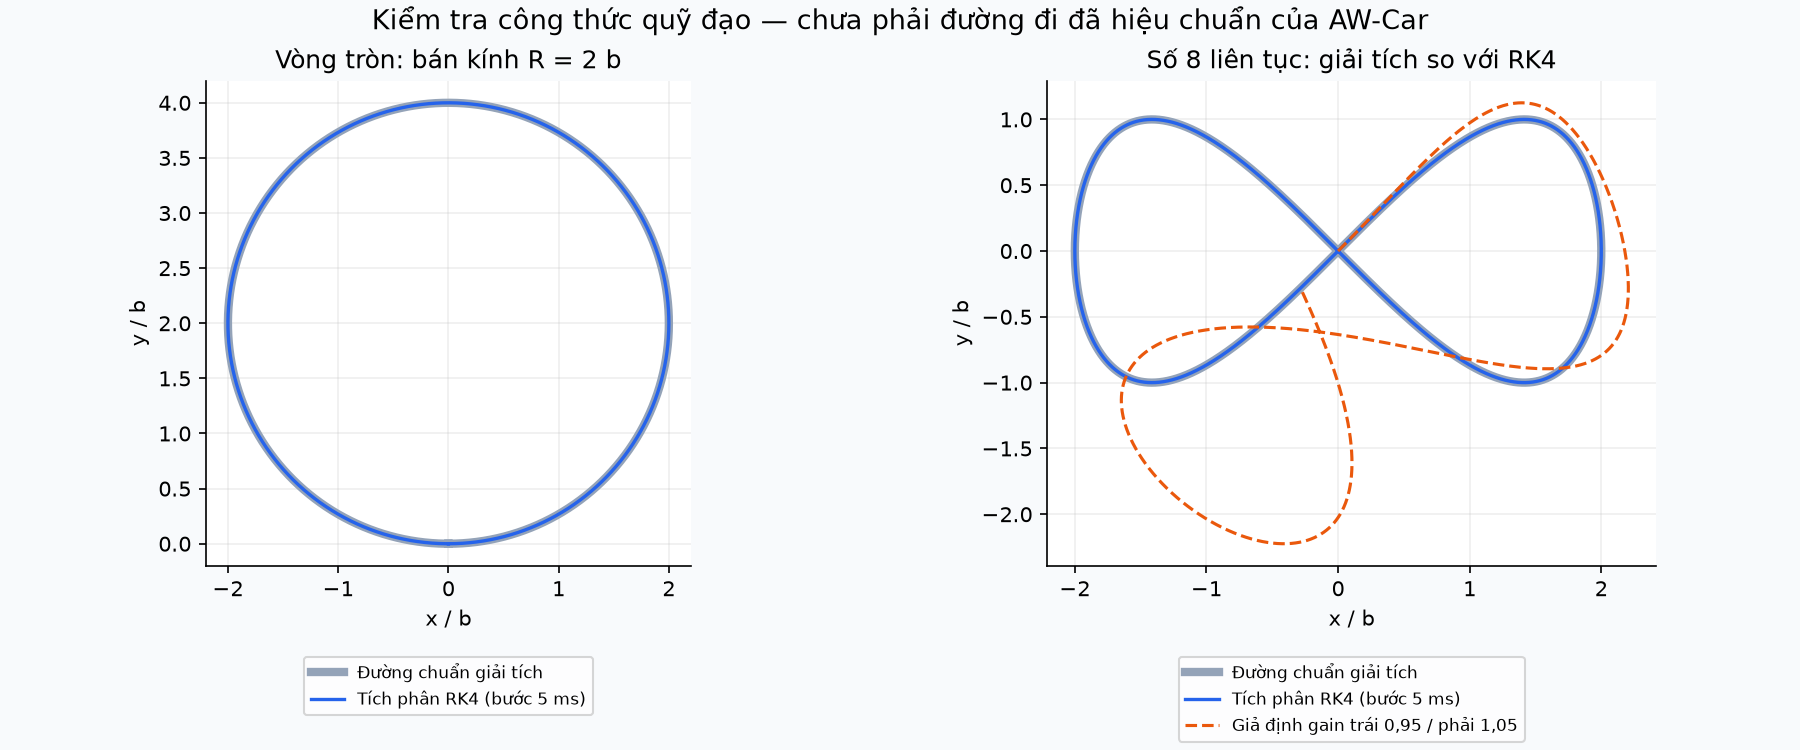 Kiểm tra công thức quỹ đạo — chưa phải đường đi đã hiệu chuẩn của AW-Car
Vòng tròn: bán kính R = 2 b
4.0
3.5
3.0
2.5
2.0
1.5
1.0
0.5
0.0
y / b
−2 −1 0 1 2
x / b
Đường chuẩn giải tích
Tích phân RK4 (bước 5 ms)
Số 8 liên tục: giải tích so với RK4
1.0
0.5
0.0
−0.5
−1.0
−1.5
−2.0
y / b
−2 −1 0 1 2
x / b
Đường chuẩn giải tích
Tích phân RK4 (bước 5 ms)
Giả định gain trái 0,95 / phải 1,05